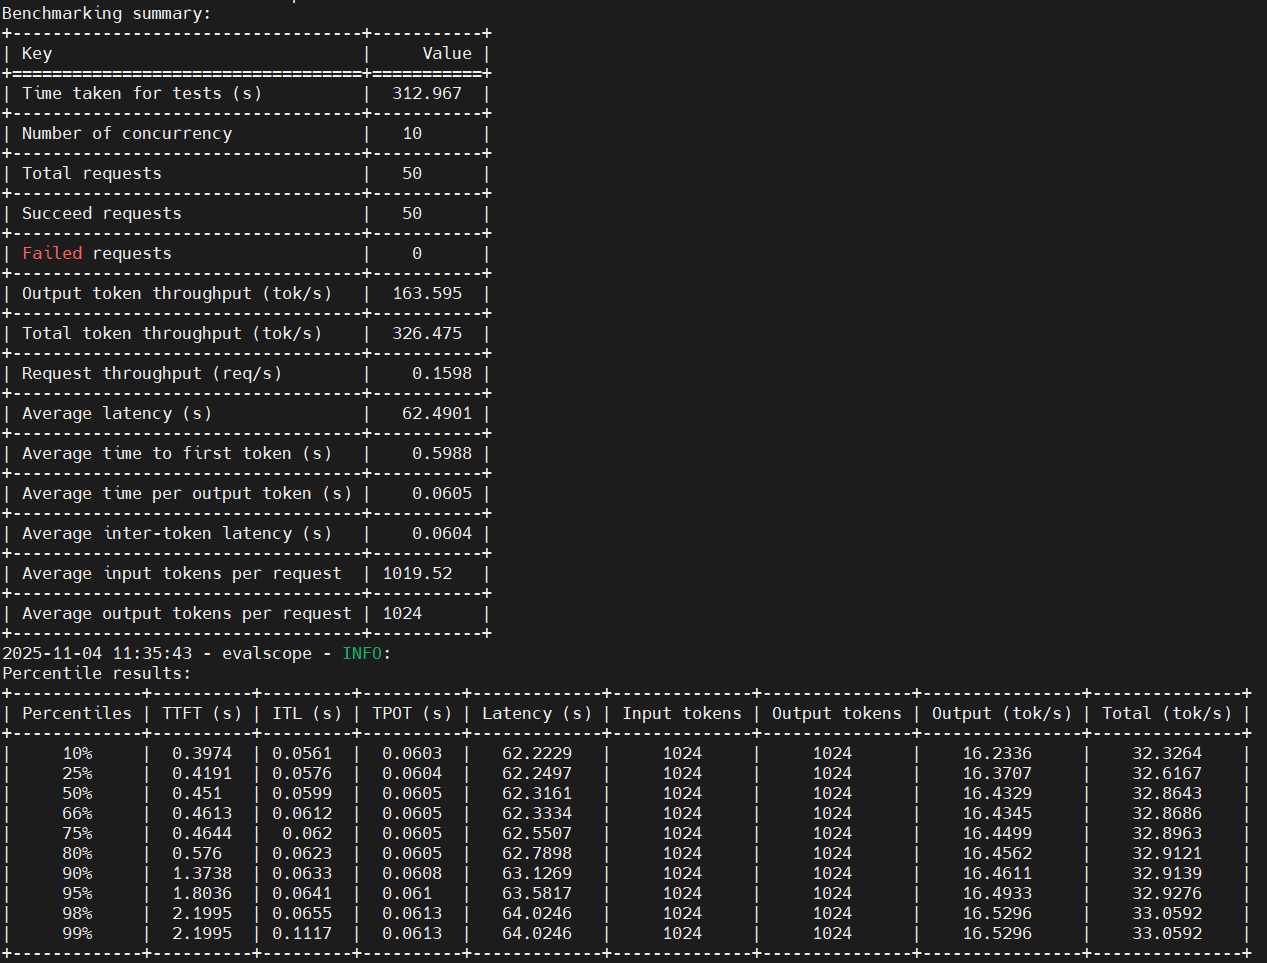 Benchmarking summary:
+-----------------------------------+-----------+
| Key                               |     Value |
+===================================+===========+
| Time taken for tests (s)          |  312.967  |
+-----------------------------------+-----------+
| Number of concurrency             |   10      |
+-----------------------------------+-----------+
| Total requests                    |   50      |
+-----------------------------------+-----------+
| Succeed requests                  |   50      |
+-----------------------------------+-----------+
| Failed requests                   |    0      |
+-----------------------------------+-----------+
| Output token throughput (tok/s)   |  163.595  |
+-----------------------------------+-----------+
| Total token throughput (tok/s)    |  326.475  |
+-----------------------------------+-----------+
| Request throughput (req/s)        |    0.1598 |
+-----------------------------------+-----------+
| Average latency (s)               |   62.4901 |
+-----------------------------------+-----------+
| Average time to first token (s)   |    0.5988 |
+-----------------------------------+-----------+
| Average time per output token (s) |    0.0605 |
+-----------------------------------+-----------+
| Average inter-token latency (s)   |    0.0604 |
+-----------------------------------+-----------+
| Average input tokens per request  | 1019.52   |
+-----------------------------------+-----------+
| Average output tokens per request | 1024      |
+-----------------------------------+-----------+
2025-11-04 11:35:43 - evalscope - INFO:
Percentile results:
+-------------+----------+---------+----------+-------------+--------------+---------------+----------------+---------------+
| Percentiles | TTFT (s) | ITL (s) | TPOT (s) | Latency (s) | Input tokens | Output tokens | Output (tok/s) | Total (tok/s) |
+-------------+----------+---------+----------+-------------+--------------+---------------+----------------+---------------+
|     10%     |  0.3974  | 0.0561  |  0.0603  |   62.2229   |     1024     |     1024      |    16.2336     |    32.3264    |
|     25%     |  0.4191  | 0.0576  |  0.0604  |   62.2497   |     1024     |     1024      |    16.3707     |    32.6167    |
|     50%     |  0.451   | 0.0599  |  0.0605  |   62.3161   |     1024     |     1024      |    16.4329     |    32.8643    |
|     66%     |  0.4613  | 0.0612  |  0.0605  |   62.3334   |     1024     |     1024      |    16.4345     |    32.8686    |
|     75%     |  0.4644  |  0.062  |  0.0605  |   62.5507   |     1024     |     1024      |    16.4499     |    32.8963    |
|     80%     |  0.576   | 0.0623  |  0.0605  |   62.7898   |     1024     |     1024      |    16.4562     |    32.9121    |
|     90%     |  1.3738  | 0.0633  |  0.0608  |   63.1269   |     1024     |     1024      |    16.4611     |    32.9139    |
|     95%     |  1.8036  | 0.0641  |  0.061   |   63.5817   |     1024     |     1024      |    16.4933     |    32.9276    |
|     98%     |  2.1995  | 0.0655  |  0.0613  |   64.0246   |     1024     |     1024      |    16.5296     |    33.0592    |
|     99%     |  2.1995  | 0.1117  |  0.0613  |   64.0246   |     1024     |     1024      |    16.5296     |    33.0592    |
+-------------+----------+---------+----------+-------------+--------------+---------------+----------------+---------------+